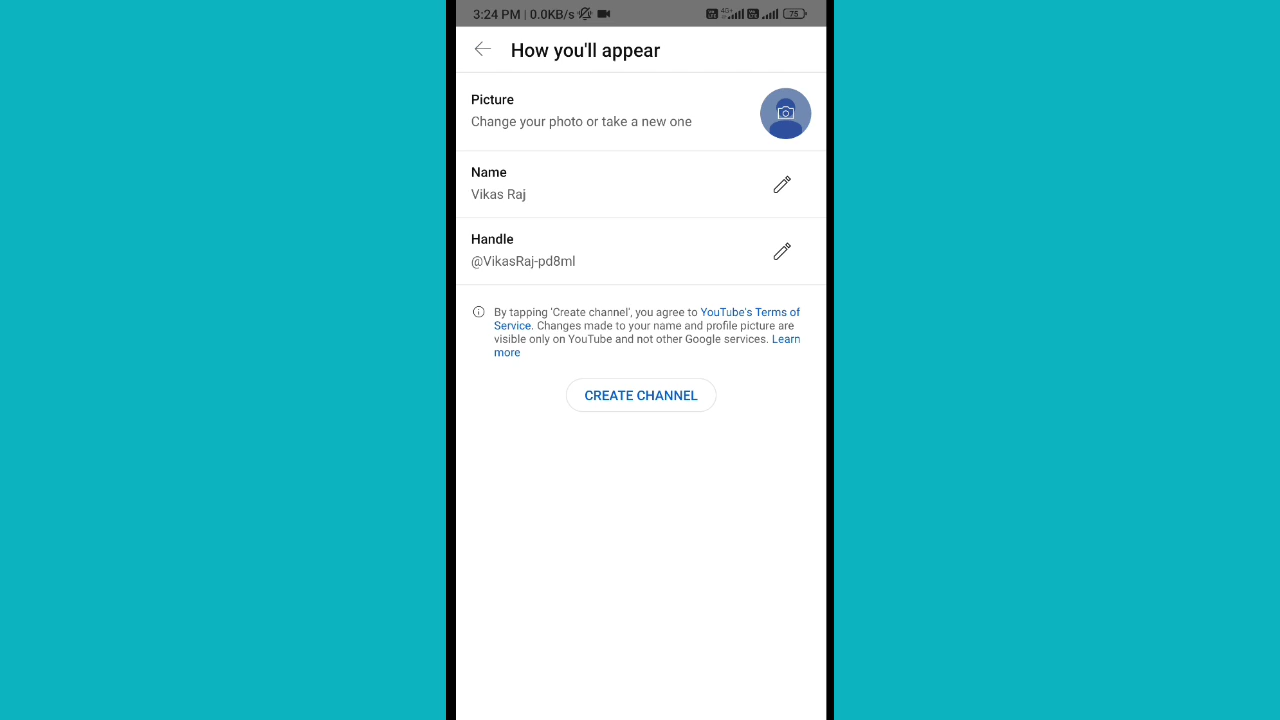 3:24 PM | 0.0KB/s 4G+ 75
How you'll appear
Picture
Change your photo or take a new one
Name
Vikas Raj
Handle
@VikasRaj-pd8ml
By tapping 'Create channel', you agree to YouTube's Terms of
Service. Changes made to your name and profile picture are
visible only on YouTube and not other Google services. Learn
more
CREATE CHANNEL